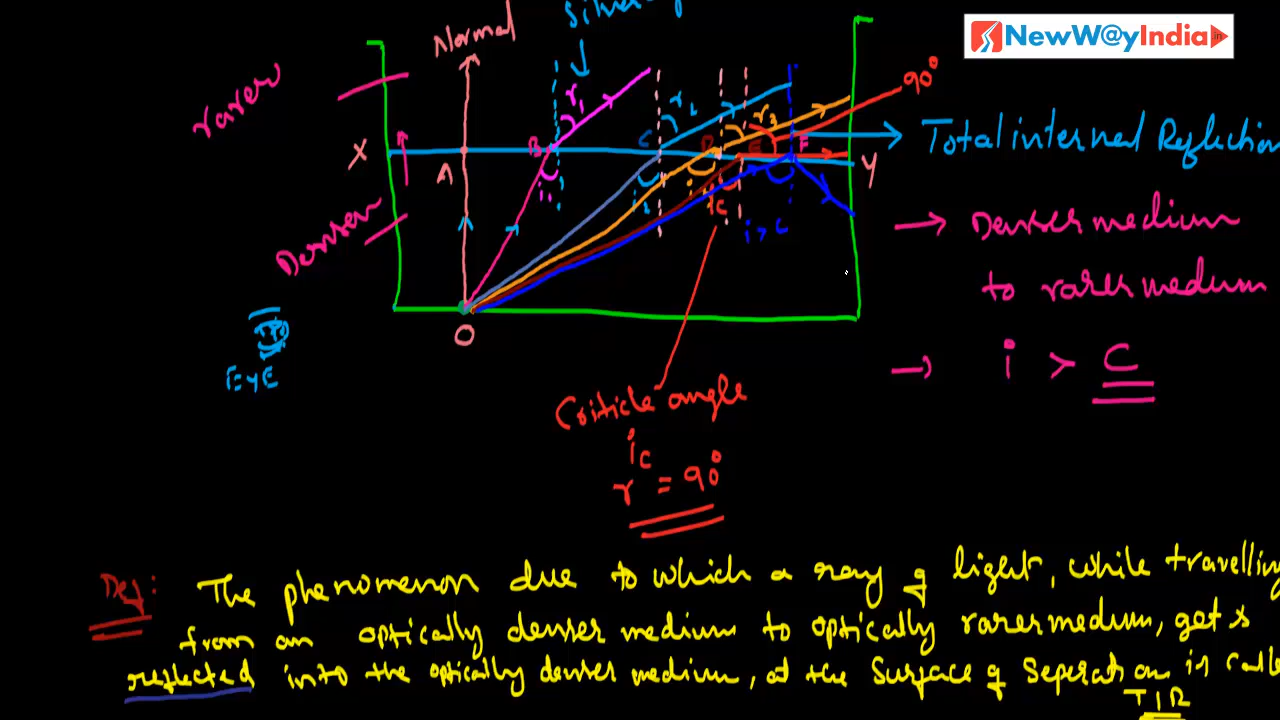 NewW@yIndia
Normal
rarer
r₁
r₂
r₃
90°
X
A
B
C
D
E
F
Y
Total internal Reflection
i₁
i₂
i
ic
i > C
→ Denser medium
to rarer medium
Denser
→ i > C
O
EyE
Criticle angle
ic
r = 90°
Def: The phenomenon due to which a ray of light, while travelling
from an optically denser medium to optically rarer medium, gets
reflected into the optically denser medium, at the surface of seperation is
TIR